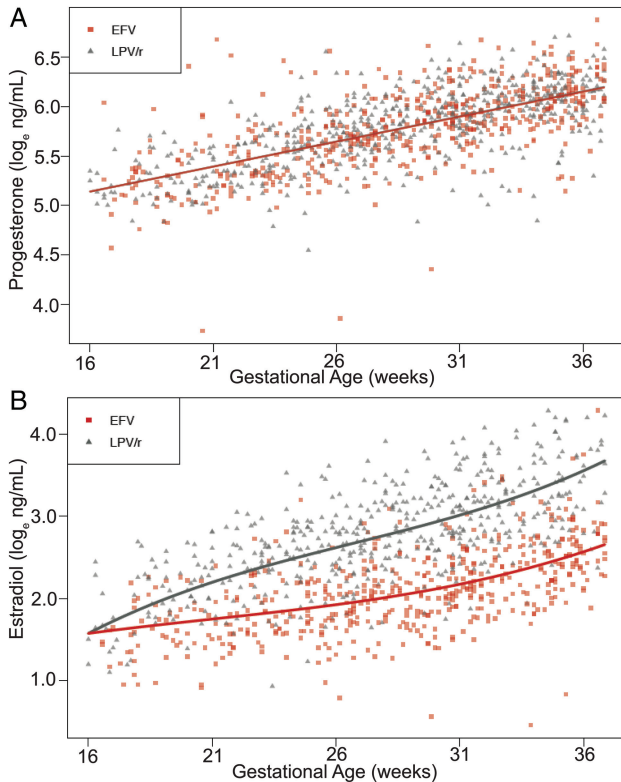 A
EFV
LPV/r
Progesterone (logₑ ng/mL)
6.5
6.0
5.5
5.0
4.5
4.0
16
21
26
31
36
Gestational Age (weeks)
B
EFV
LPV/r
Estradiol (logₑ ng/mL)
4.0
3.0
2.0
1.0
16
21
26
31
36
Gestational Age (weeks)